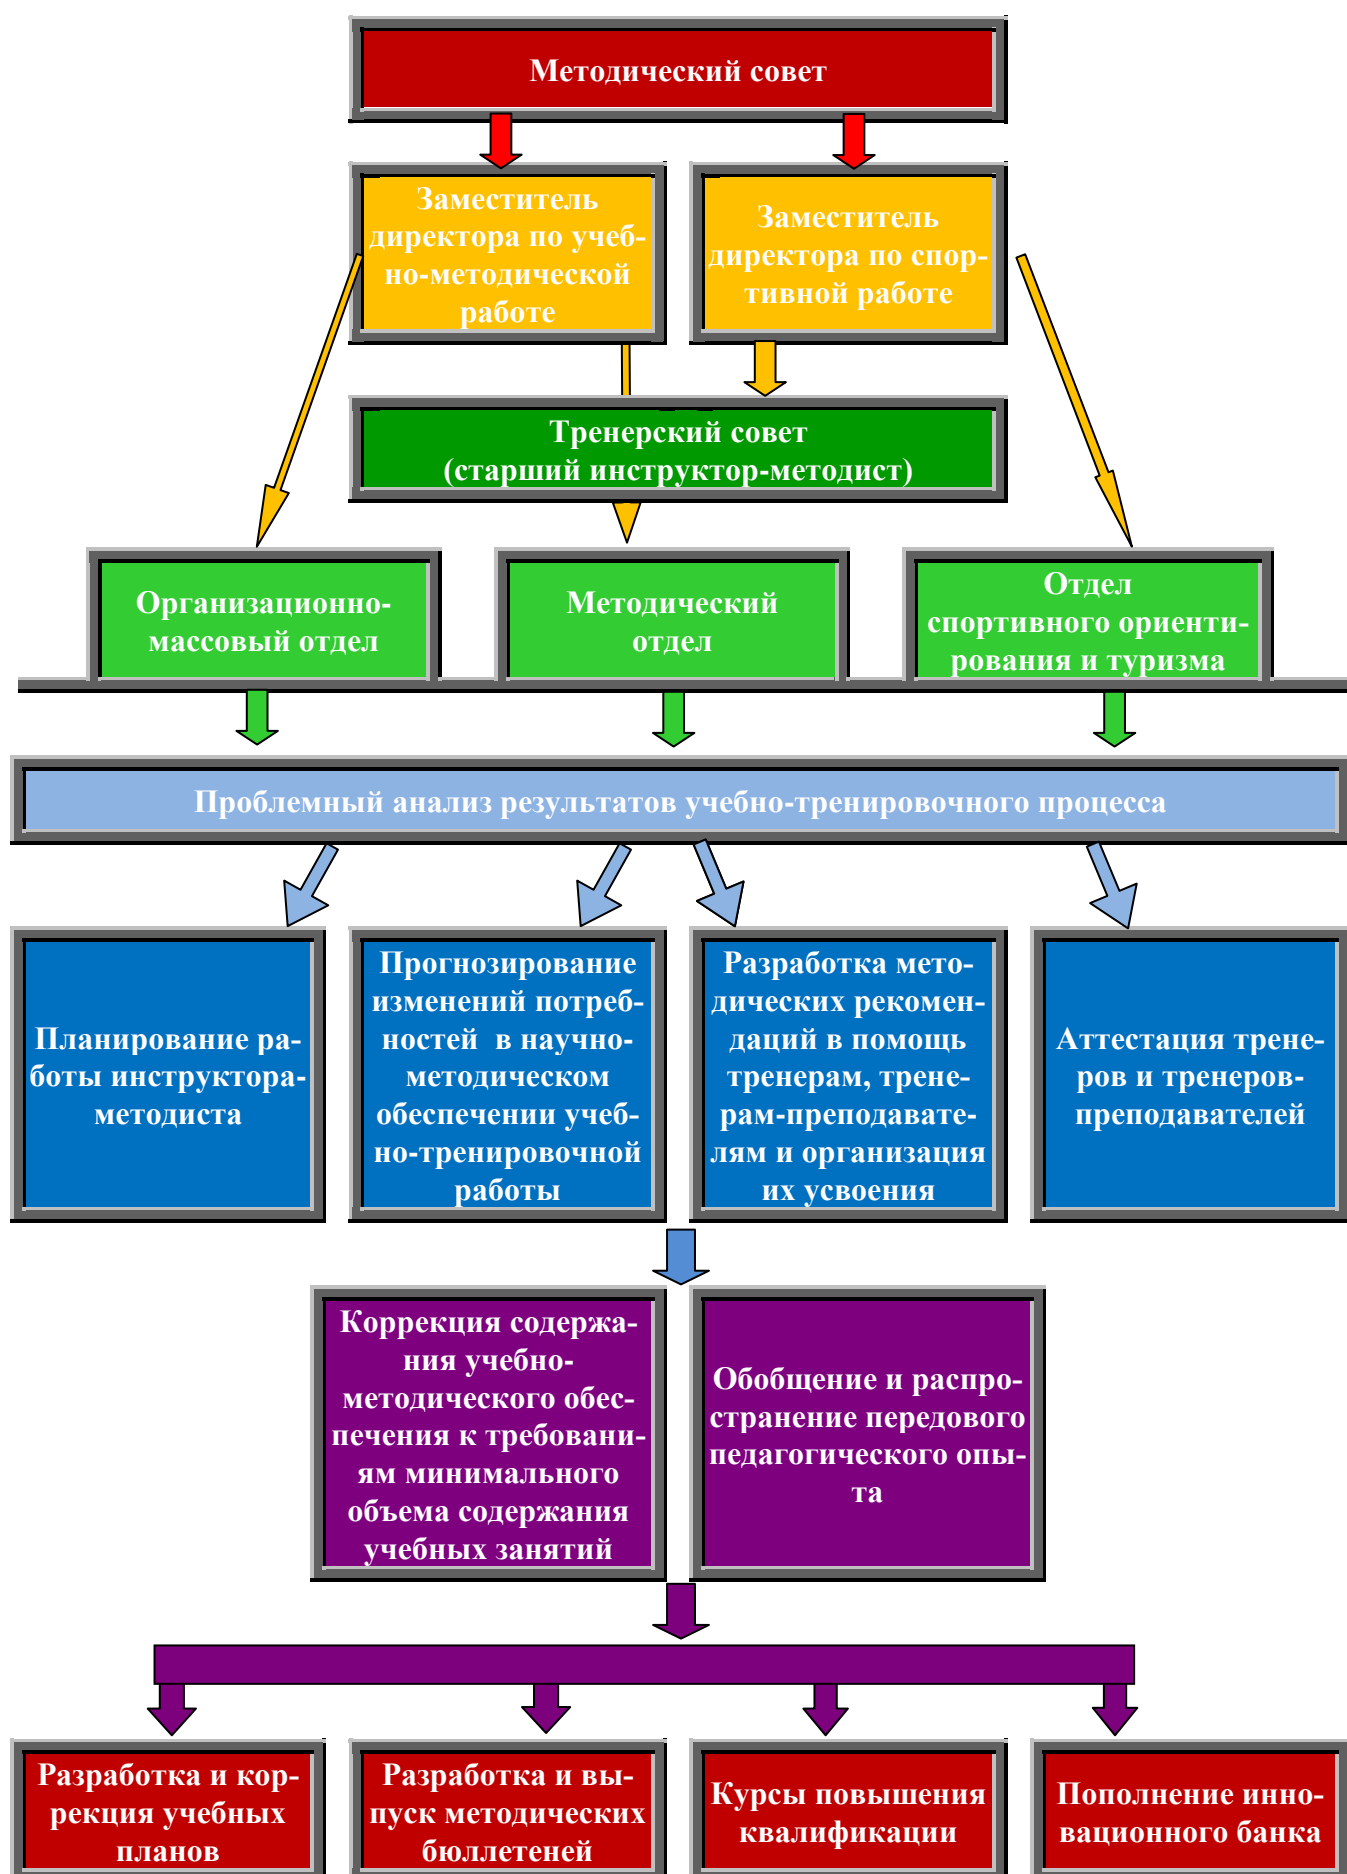 Методический совет
Заместитель
директора по учеб-
но-методической
работе
Заместитель
директора по спор-
тивной работе
Тренерский совет
(старший инструктор-методист)
Организационно-
массовый отдел
Методический
отдел
Отдел
спортивного ориенти-
рования и туризма
Проблемный анализ результатов учебно-тренировочного процесса
Планирование ра-
боты инструктора-
методиста
Прогнозирование
изменений потреб-
ностей в научно-
методическом
обеспечении учеб-
но-тренировочной
работы
Разработка мето-
дических рекомен-
даций в помощь
тренерам, трене-
рам-преподавате-
лям и организация
их усвоения
Аттестация трене-
ров и тренеров-
преподавателей
Коррекция содержа-
ния учебно-
методического обес-
печения к требовани-
ям минимального
объема содержания
учебных занятий
Обобщение и распро-
странение передового
педагогического опы-
та
Разработка и кор-
рекция учебных
планов
Разработка и вы-
пуск методических
бюллетеней
Курсы повышения
квалификации
Пополнение инно-
вационного банка